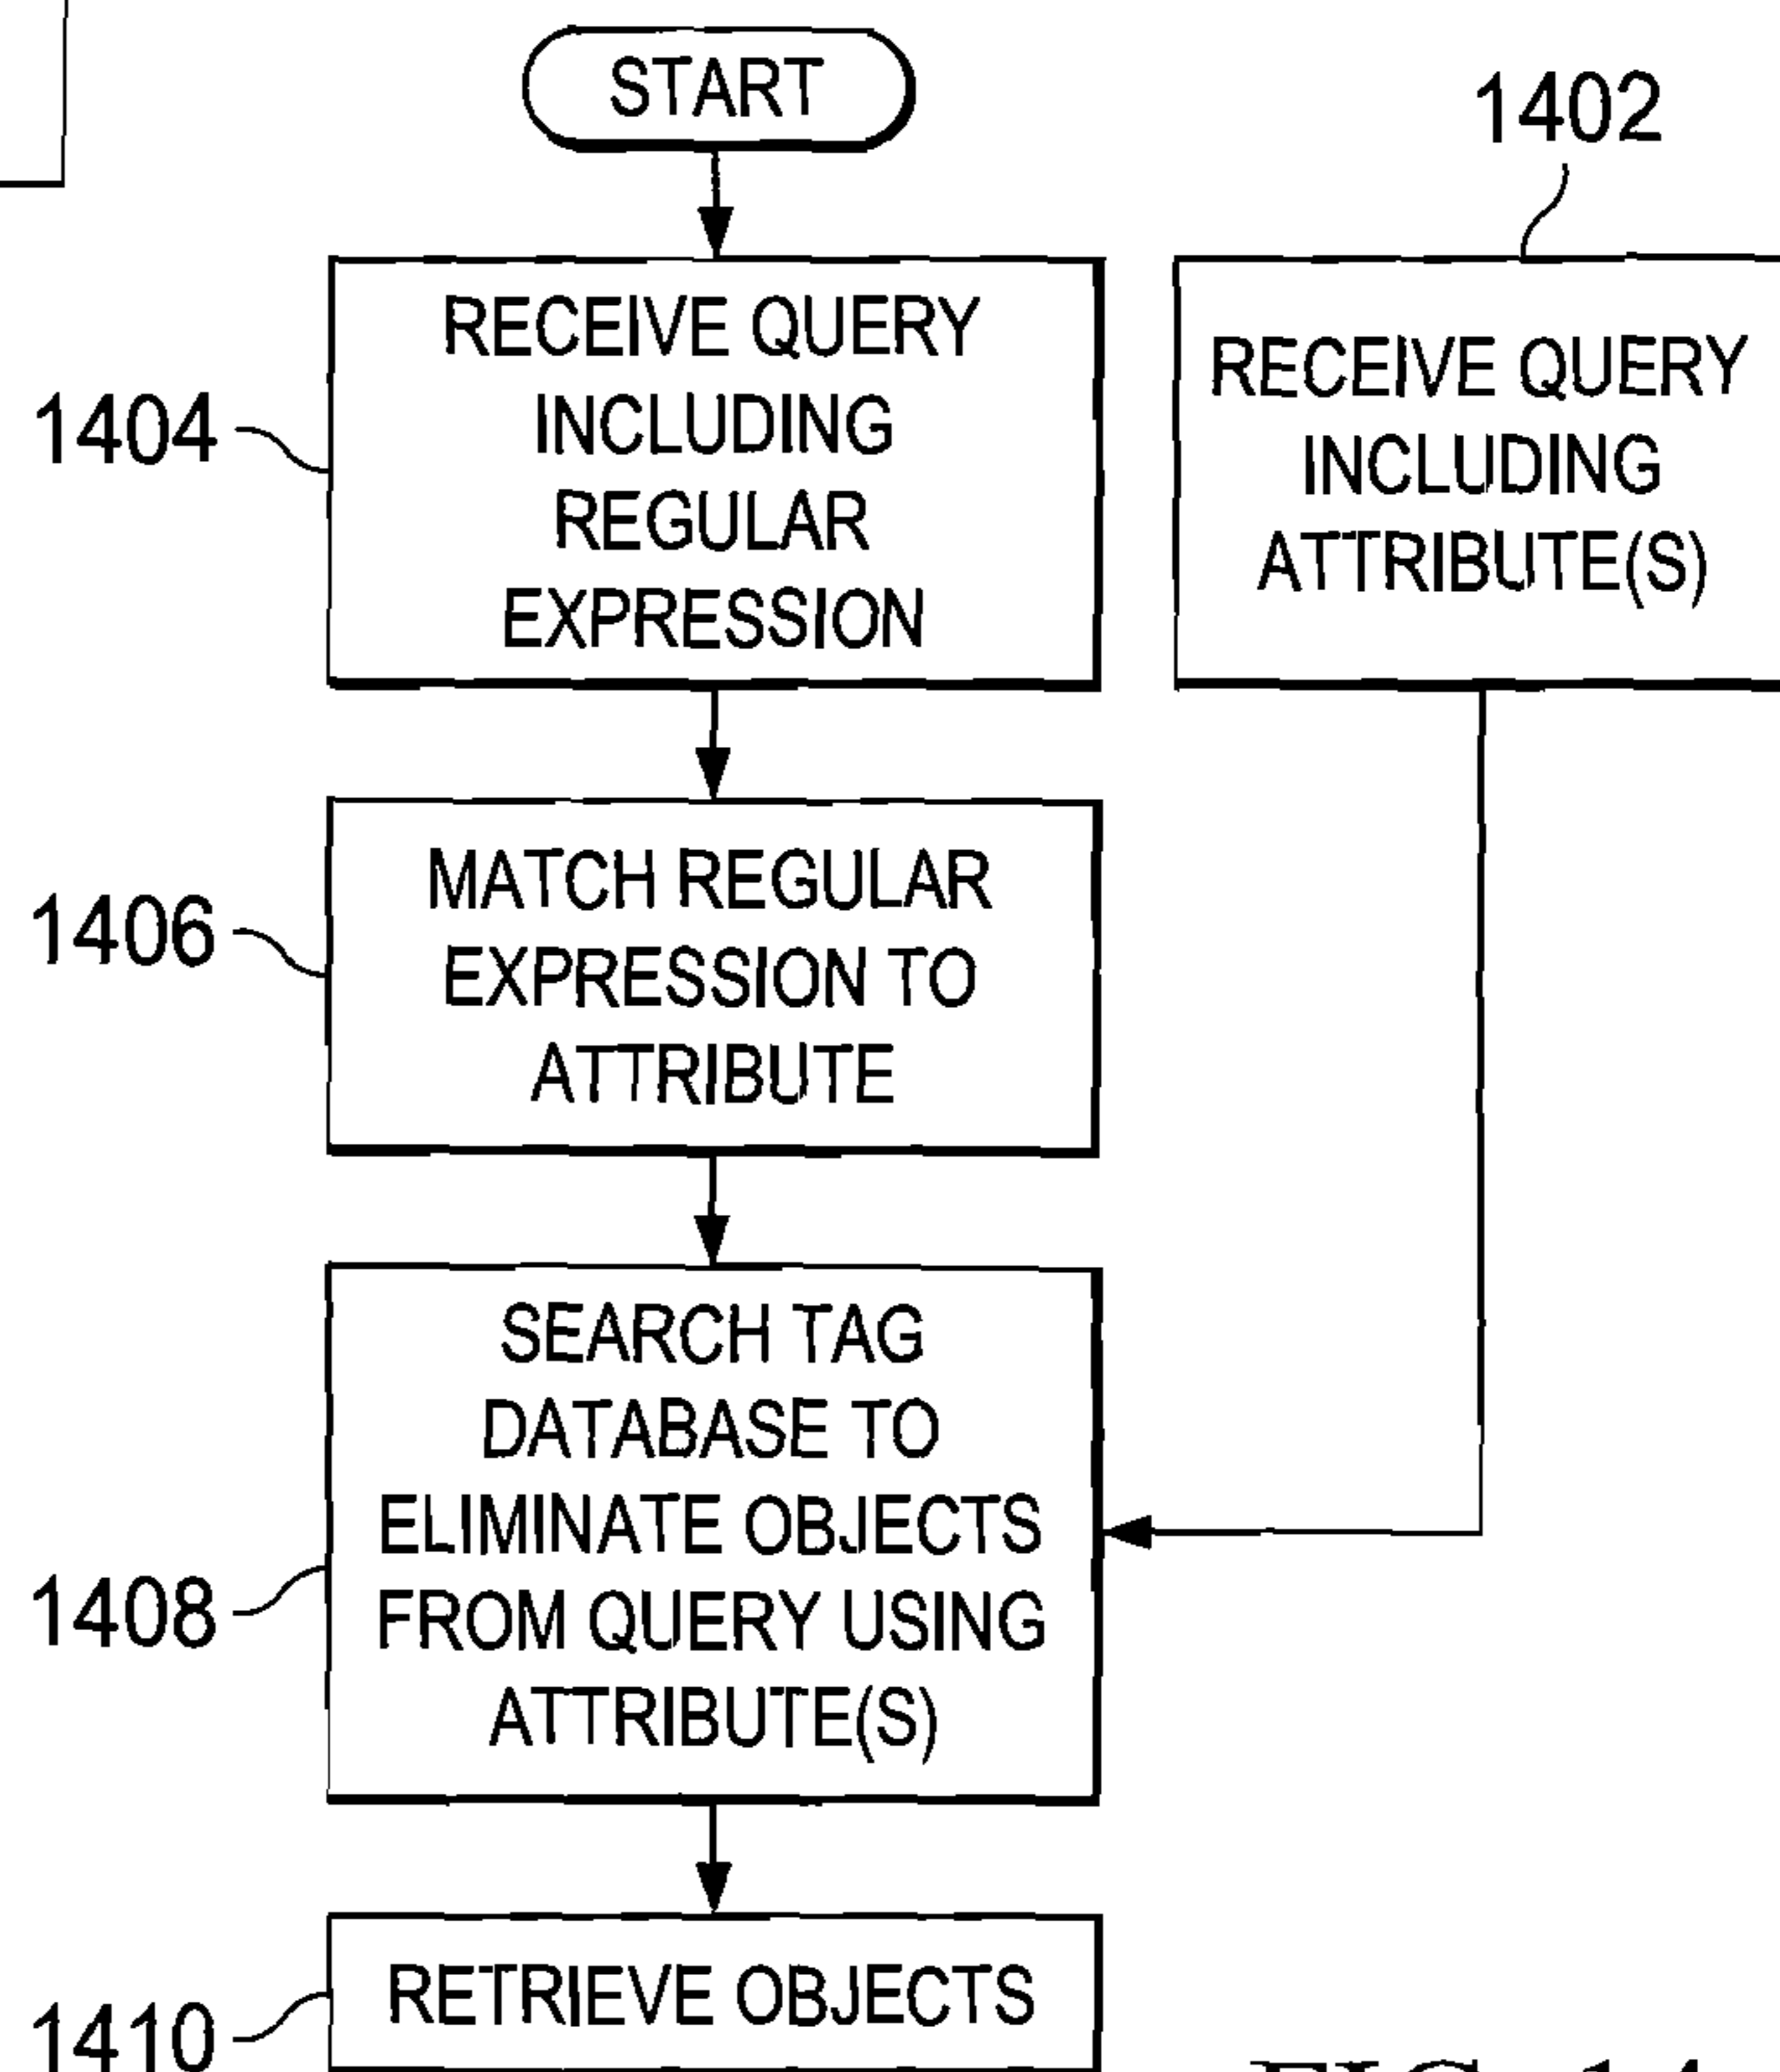 START
1402
RECEIVE QUERY
INCLUDING
REGULAR
EXPRESSION
1404
RECEIVE QUERY
INCLUDING
ATTRIBUTE(S)
MATCH REGULAR
EXPRESSION TO
ATTRIBUTE
1406
SEARCH TAG
DATABASE TO
ELIMINATE OBJECTS
FROM QUERY USING
ATTRIBUTE(S)
1408
RETRIEVE OBJECTS
1410